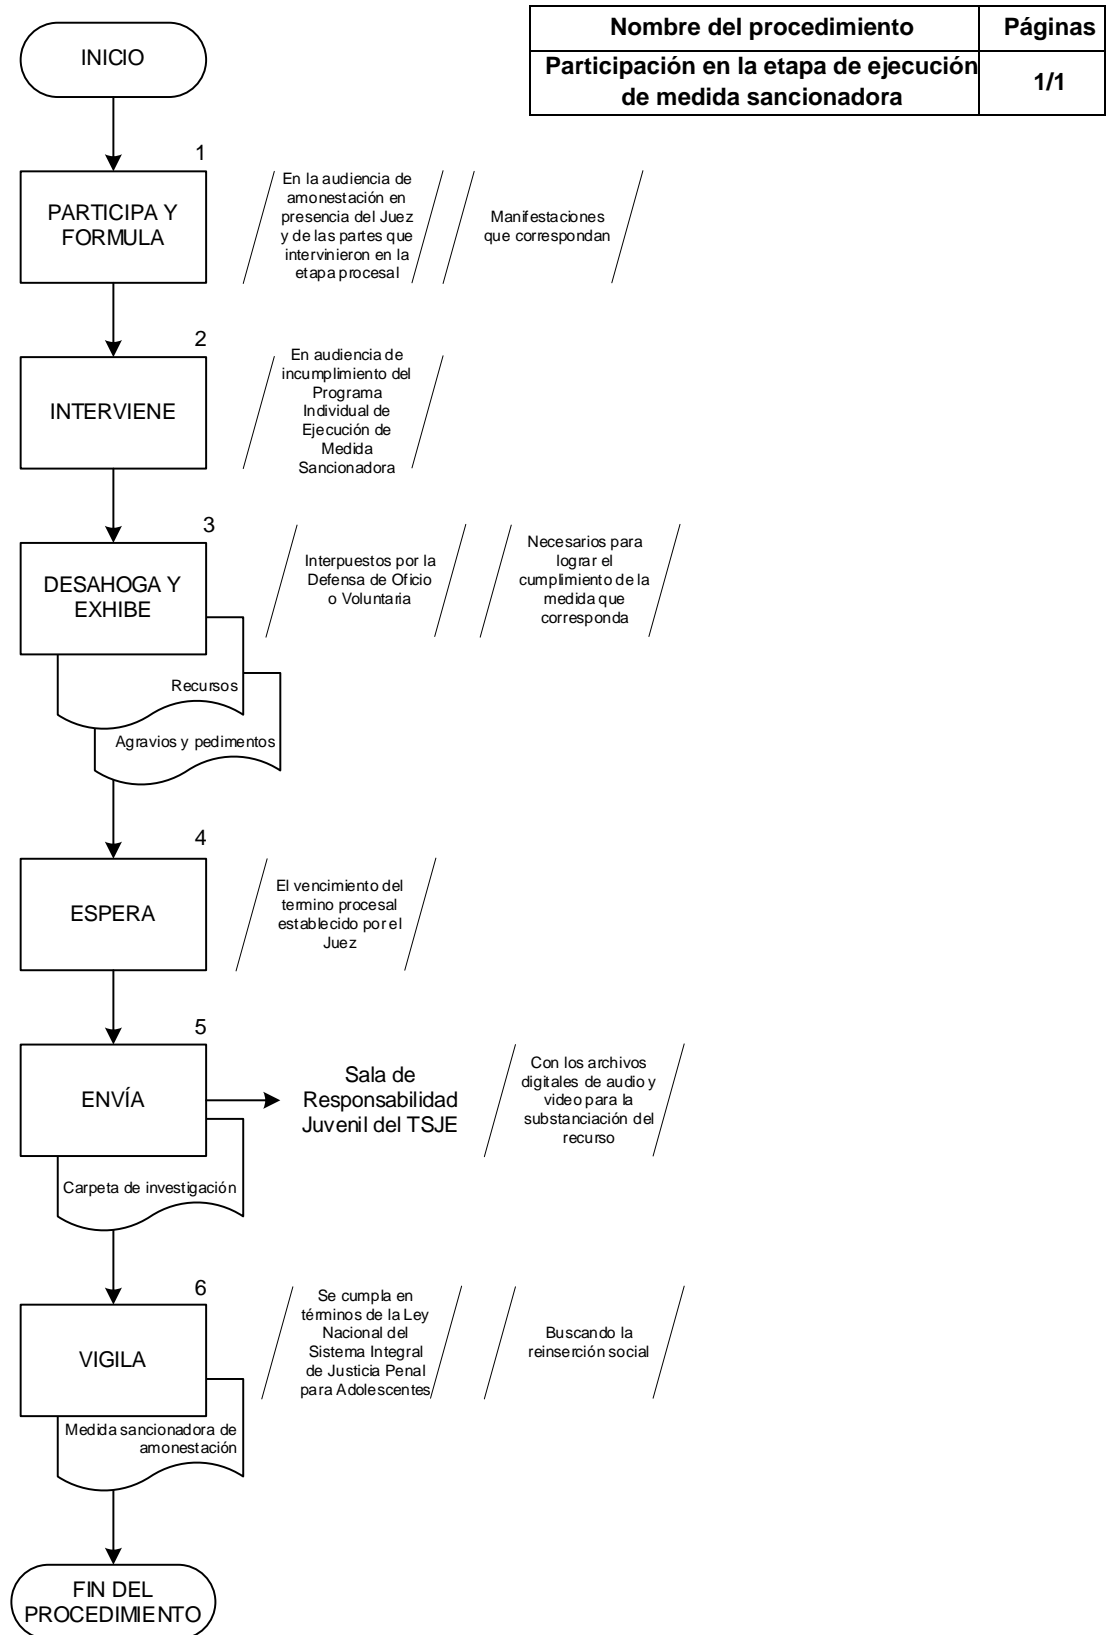 Nombre del procedimiento
Páginas
Participación en la etapa de ejecución
de medida sancionadora
1/1
INICIO
1
PARTICIPA Y
FORMULA
En la audiencia de
amonestación en
presencia del Juez
y de las partes que
intervinieron en la
etapa procesal
Manifestaciones
que correspondan
2
INTERVIENE
En audiencia de
incumplimiento del
Programa
Individual de
Ejecución de
Medida
Sancionadora
3
DESAHOGA Y
EXHIBE
Recursos
Agravios y pedimentos
Interpuestos por la
Defensa de Oficio
o Voluntaria
Necesarios para
lograr el
cumplimiento de la
medida que
corresponda
4
ESPERA
El vencimiento del
termino procesal
establecido por el
Juez
5
ENVÍA
Carpeta de investigación
Sala de
Responsabilidad
Juvenil del TSJE
Con los archivos
digitales de audio y
video para la
substanciación del
recurso
6
VIGILA
Medida sancionadora de
amonestación
Se cumpla en
términos de la Ley
Nacional del
Sistema Integral
de Justicia Penal
para Adolescentes
Buscando la
reinserción social
FIN DEL
PROCEDIMIENTO